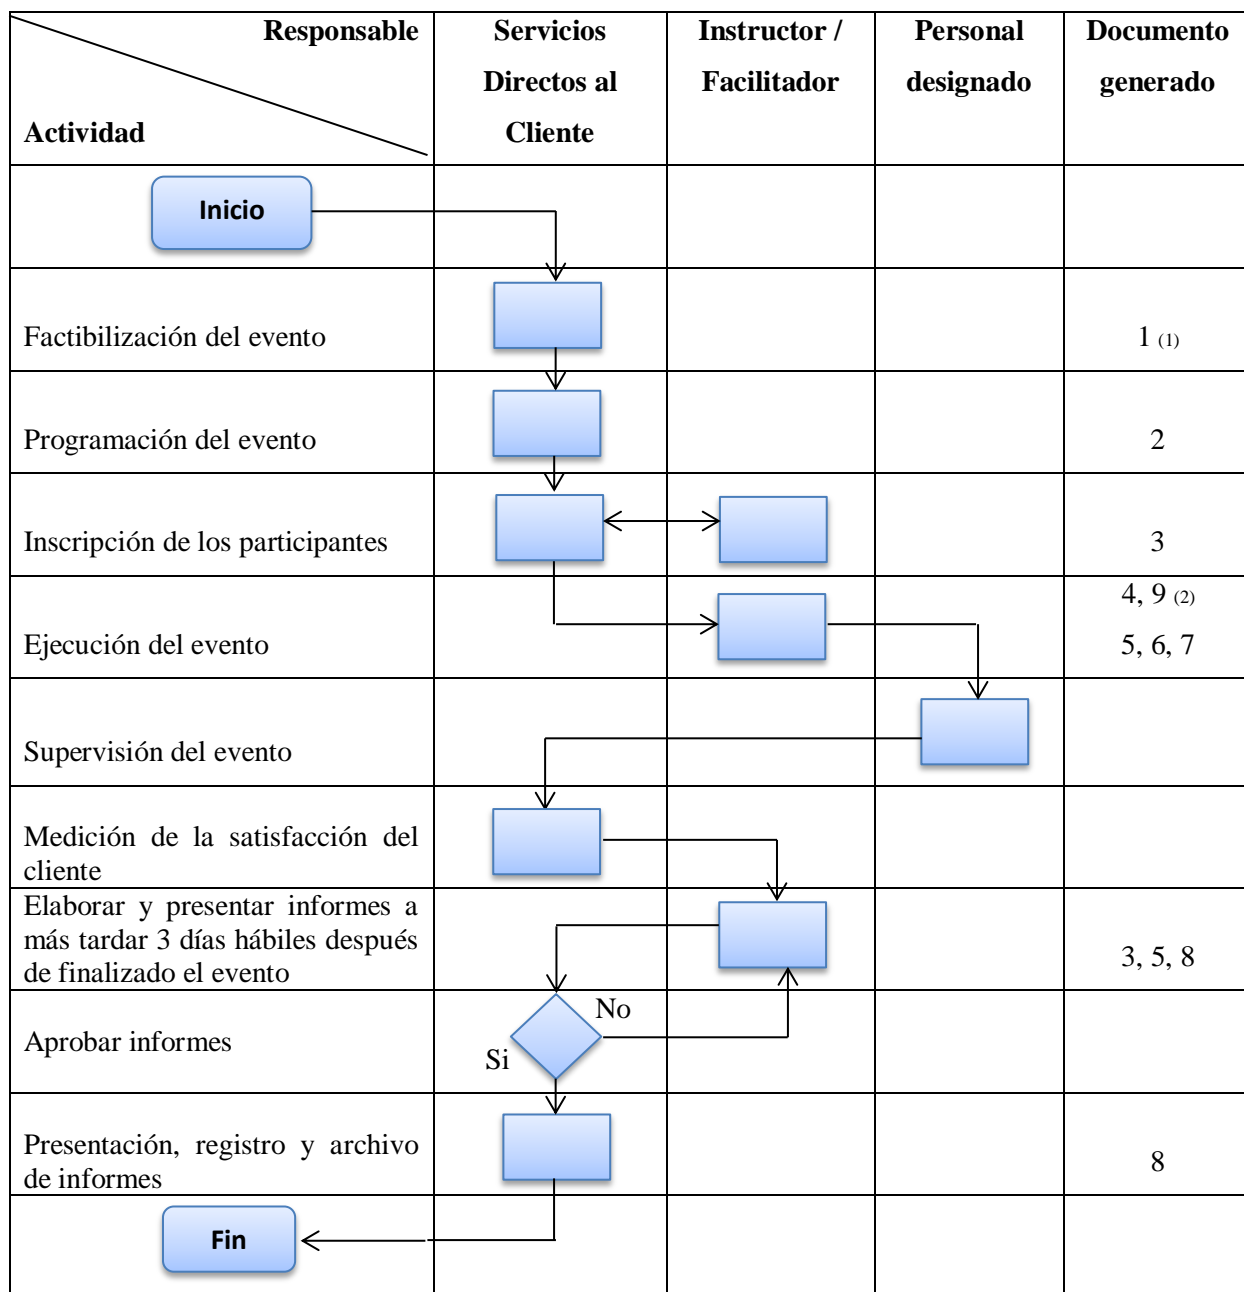 Responsable
Actividad
Servicios
Directos al
Cliente
Instructor /
Facilitador
Personal
designado
Documento
generado
Inicio
Factibilización del evento
1 (1)
Programación del evento
2
Inscripción de los participantes
3
Ejecución del evento
4, 9 (2)
5, 6, 7
Supervisión del evento
Medición de la satisfacción del
cliente
Elaborar y presentar informes a
más tardar 3 días hábiles después
de finalizado el evento
3, 5, 8
Aprobar informes
No
Si
Presentación, registro y archivo
de informes
8
Fin